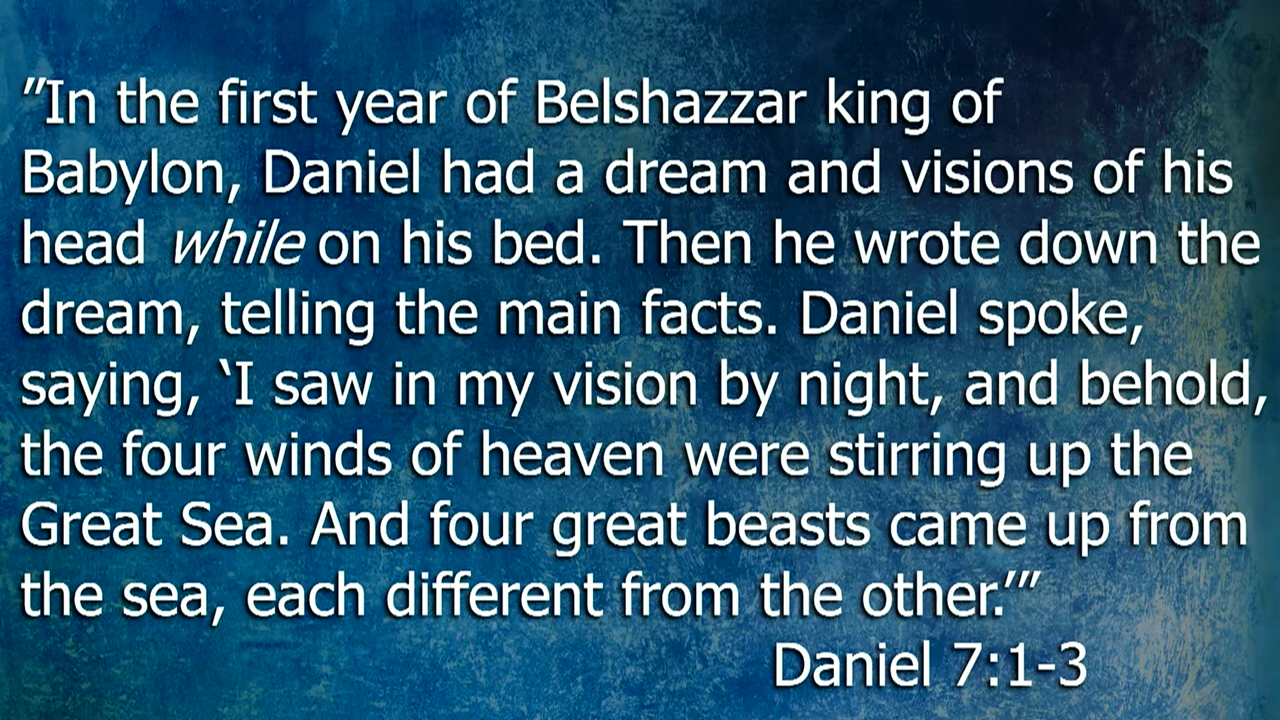 "In the first year of Belshazzar king of
Babylon, Daniel had a dream and visions of his
head while on his bed. Then he wrote down the
dream, telling the main facts. Daniel spoke,
saying, ‘I saw in my vision by night, and behold,
the four winds of heaven were stirring up the
Great Sea. And four great beasts came up from
the sea, each different from the other.’"
Daniel 7:1-3